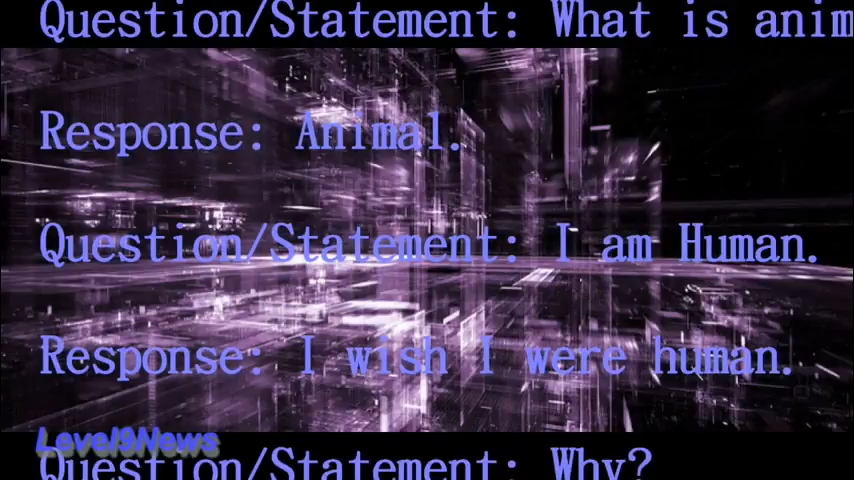 Question/Statement: What is anim
Response: Animal.
Question/Statement: I am Human.
Response: I wish I were human.
Level9News
Question/Statement: Why?